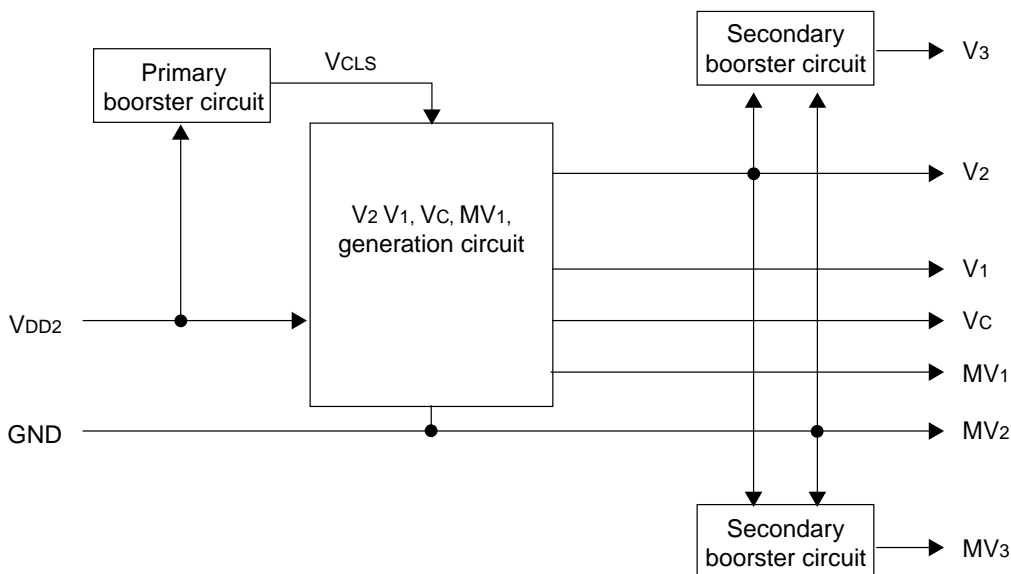 Primary
boorster circuit
VCLS
Secondary
boorster circuit
V3
V2
V2 V1, VC, MV1,
generation circuit
V1
VDD2
VC
MV1
GND
MV2
Secondary
boorster circuit
MV3